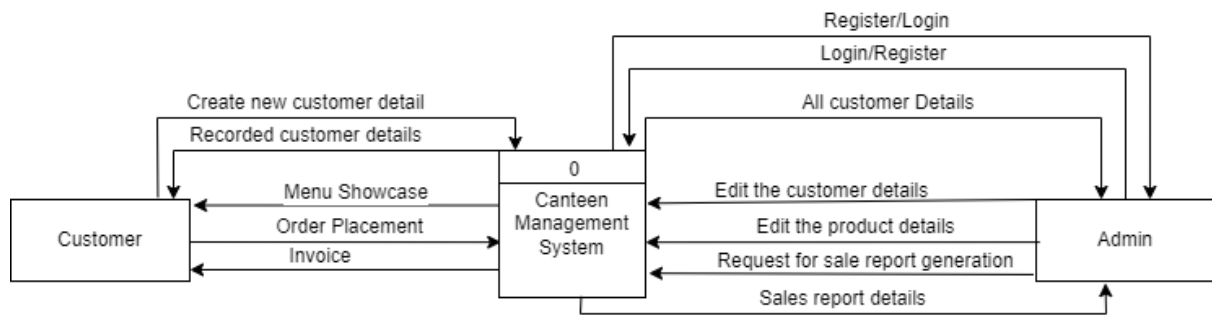 Register/Login
Login/Register
Create new customer detail
All customer Details
Recorded customer details
0
Menu Showcase
Canteen
Management
System
Edit the customer details
Order Placement
Edit the product details
Customer
Admin
Invoice
Request for sale report generation
Sales report details